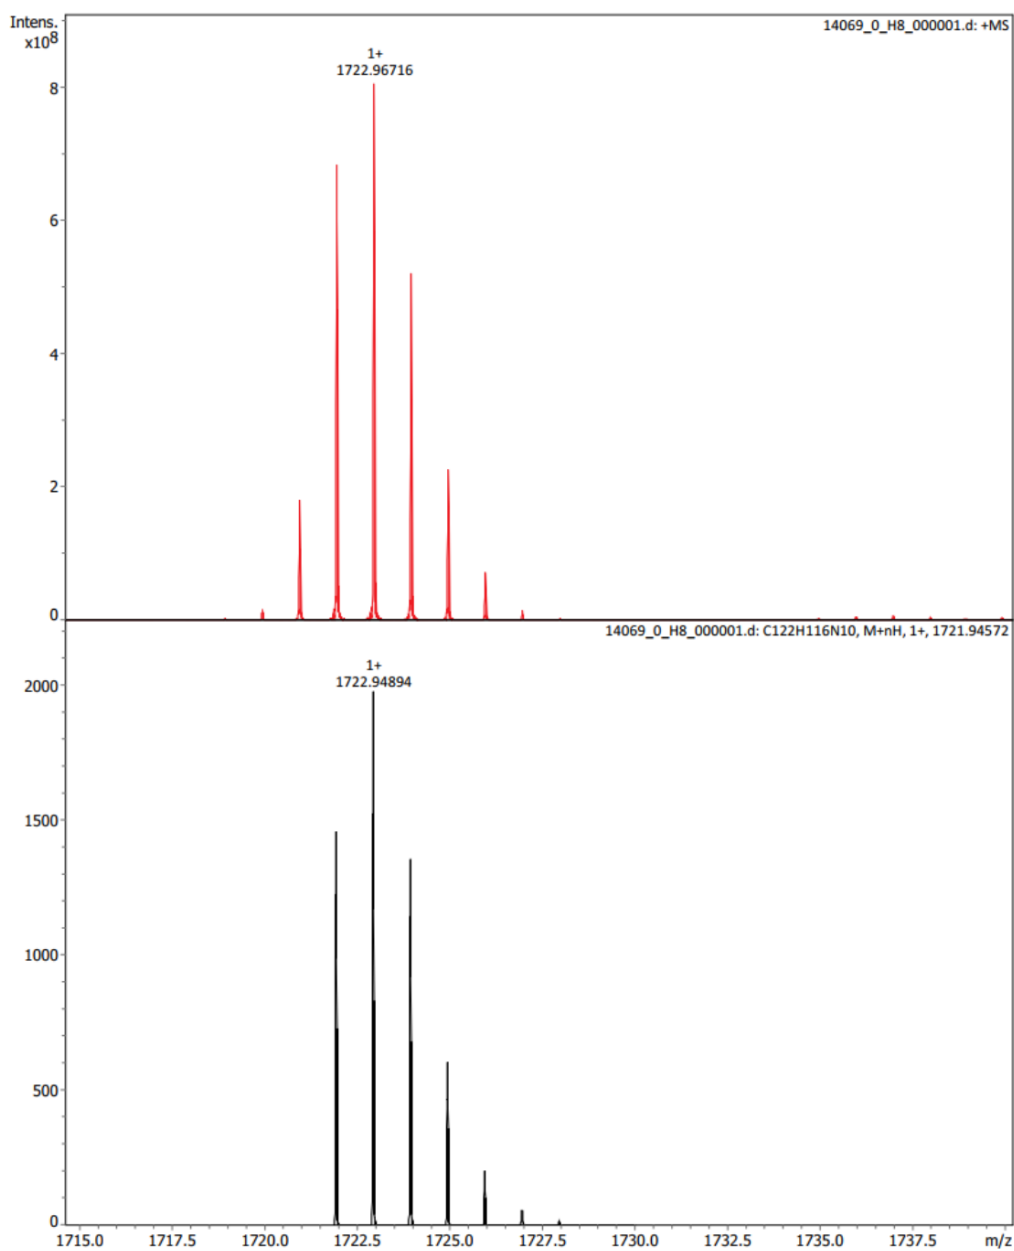 Intens.
x10⁸
14069_0_H8_000001.d: +MS
1+
1722.96716
8
6
4
2
0
14069_0_H8_000001.d: C122H116N10, M+nH, 1+, 1721.94572
1+
1722.94894
2000
1500
1000
500
0
1715.0 1717.5 1720.0 1722.5 1725.0 1727.5 1730.0 1732.5 1735.0 1737.5 m/z